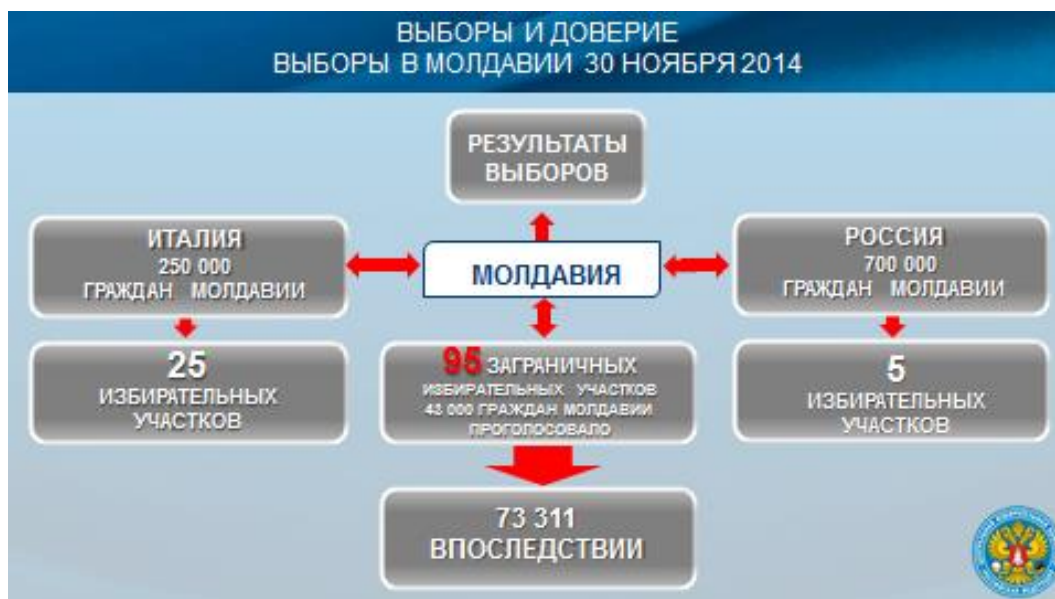 ВЫБОРЫ И ДОВЕРИЕ
ВЫБОРЫ В МОЛДАВИИ 30 НОЯБРЯ 2014
РЕЗУЛЬТАТЫ
ВЫБОРОВ
ИТАЛИЯ
250 000
ГРАЖДАН МОЛДАВИИ
МОЛДАВИЯ
РОССИЯ
700 000
ГРАЖДАН МОЛДАВИИ
25
ИЗБИРАТЕЛЬНЫХ
УЧАСТКОВ
95 ЗАГРАНИЧНЫХ
ИЗБИРАТЕЛЬНЫХ УЧАСТКОВ
43 000 ГРАЖДАН МОЛДАВИИ
ПРОГОЛОСОВАЛО
5
ИЗБИРАТЕЛЬНЫХ
УЧАСТКОВ
73 311
ВПОСЛЕДСТВИИ